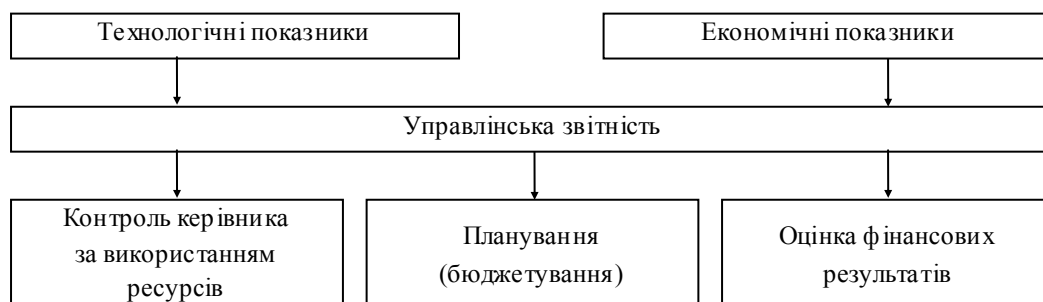 Технологічні показники
Економічні показники
Управлінська звітність
Контроль керівника
за використанням
ресурсів
Планування
(бюджетування)
Оцінка фінансових
результатів